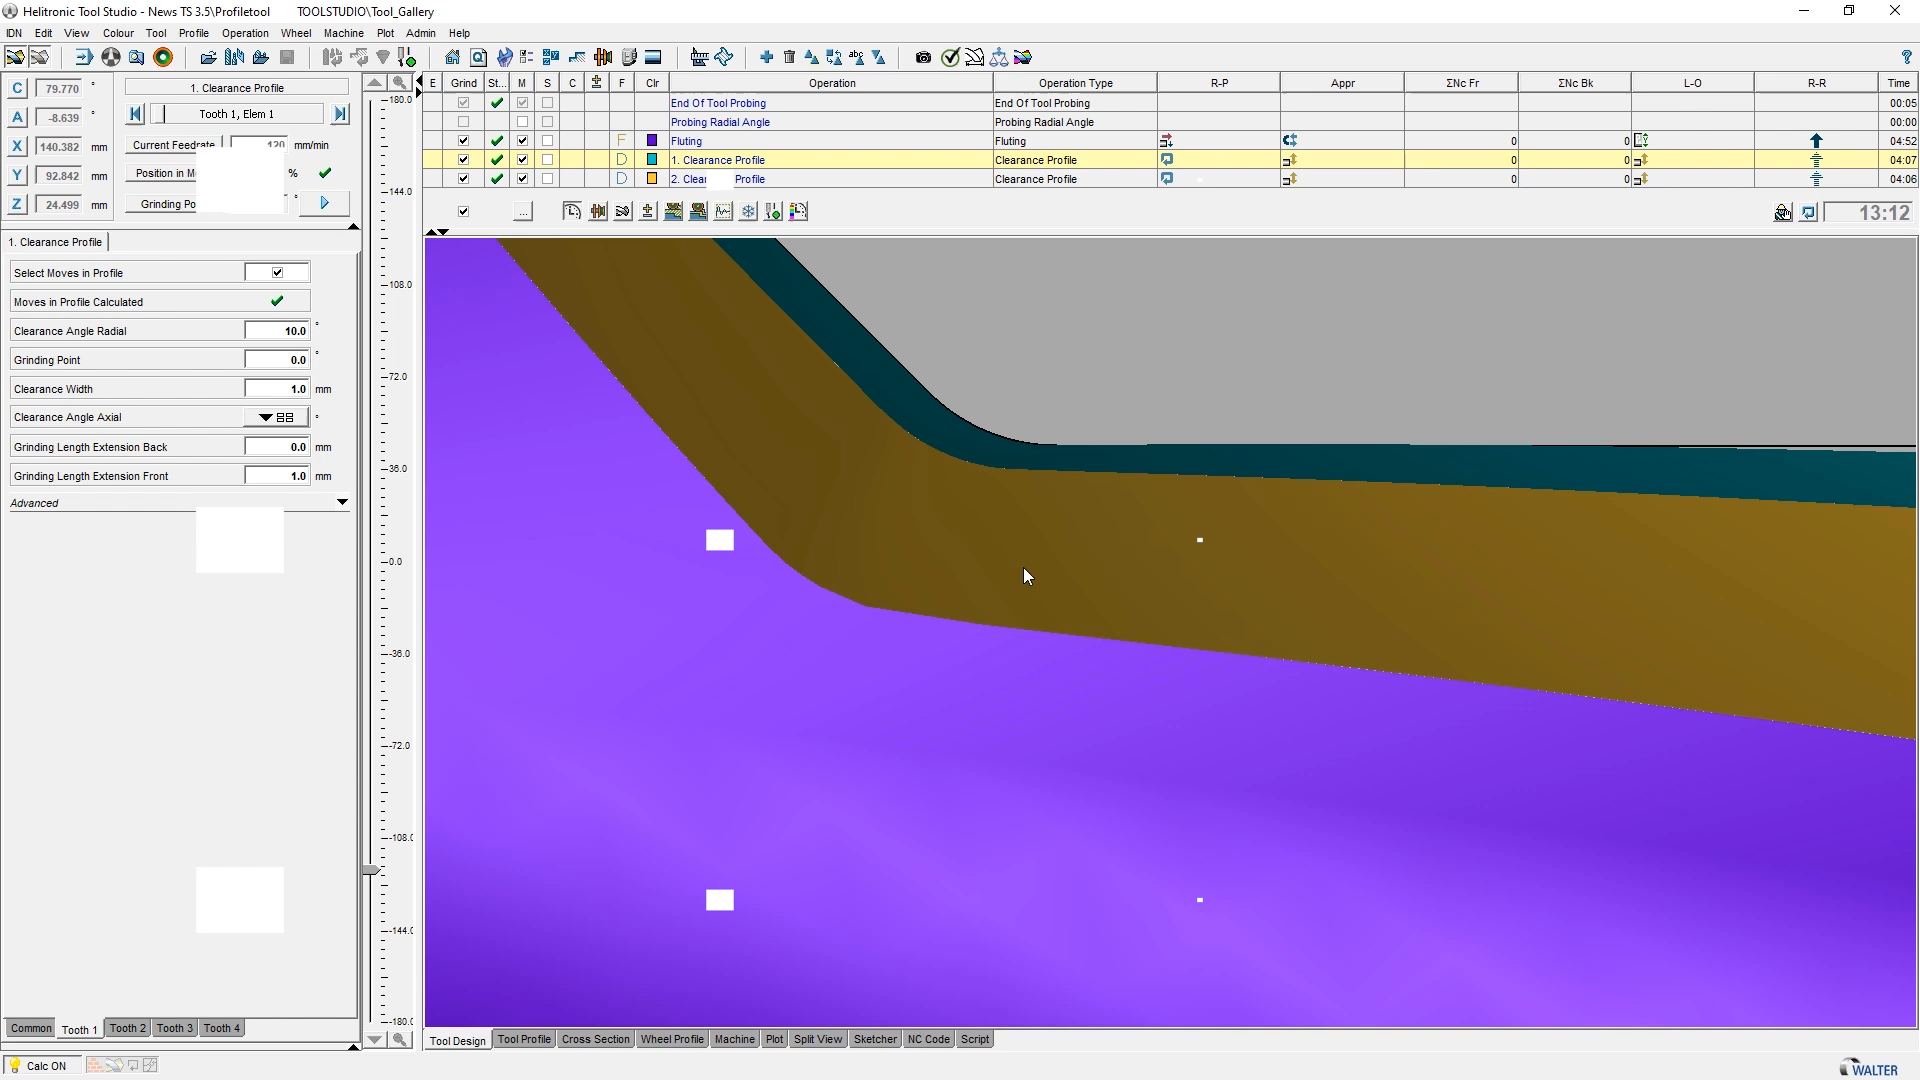 Helitronic Tool Studio - News TS 3.5\Profiletool TOOLSTUDIO\Tool_Gallery
IDN Edit View Colour Tool Profile Operation Wheel Machine Plot Admin Help
C 79.770 °
A -8.639 °
X 140.382 mm
Y 92.842 mm
Z 24.499 mm
1. Clearance Profile
Tooth 1, Elem 1
Current Feedrate 120 mm/min
Position in %
Grinding °
E Grind St... M S C ± F Clr Operation Operation Type R-P Appr ΣNc Fr ΣNc Bk L-O R-R Time
End Of Tool Probing End Of Tool Probing 00:05
Probing Radial Angle Probing Radial Angle 00:00
F Fluting Fluting 0 0 04:52
D 1. Clearance Profile Clearance Profile 0 0 04:07
D 2. Profile Clearance Profile 0 0 04:06
... 13:12
1. Clearance Profile
Select Moves in Profile
Moves in Profile Calculated
Clearance Angle Radial 10.0 °
Grinding Point 0.0 °
Clearance Width 1.0 mm
Clearance Angle Axial °
Grinding Length Extension Back 0.0 mm
Grinding Length Extension Front 1.0 mm
Advanced
-180.0
-144.0
-108.0
-72.0
-36.0
-0.0
-36.0
-72.0
-108.0
-144.0
-180.0
Common Tooth 1 Tooth 2 Tooth 3 Tooth 4
Tool Design Tool Profile Cross Section Wheel Profile Machine Plot Split View Sketcher NC Code Script
Calc ON
WALTER